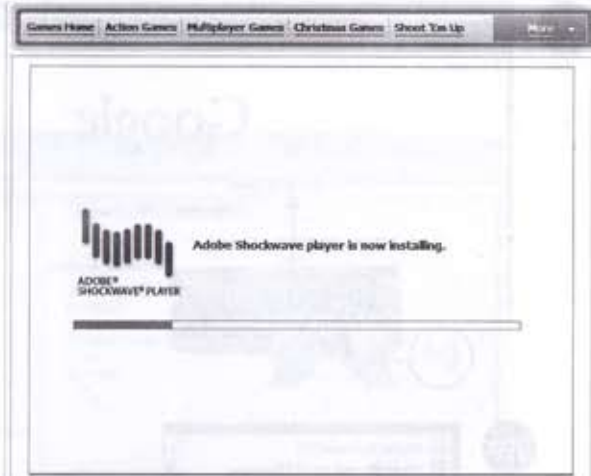 Games Home Action Games Multiplayer Games Christmas Games Shoot 'Em Up More
Adobe Shockwave player is now installing.
ADOBE®
SHOCKWAVE® PLAYER
Google